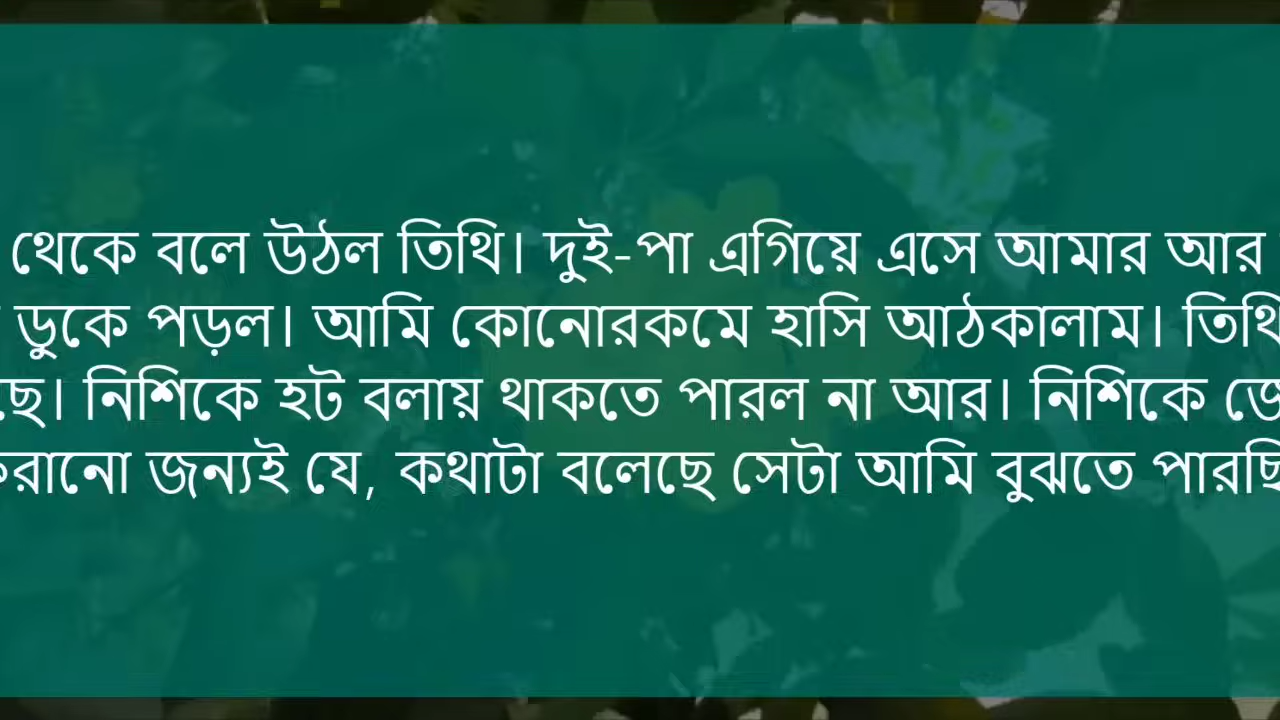 থেকে বলে উঠল তিথি। দুই-পা এগিয়ে এসে আমার আর
ডুকে পড়ল। আমি কোনোরকমে হাসি আঠকালাম। তিথি
ছে। নিশিকে হট বলায় থাকতে পারল না আর। নিশিকে জে
করানো জন্যই যে, কথাটা বলেছে সেটা আমি বুঝতে পারছি